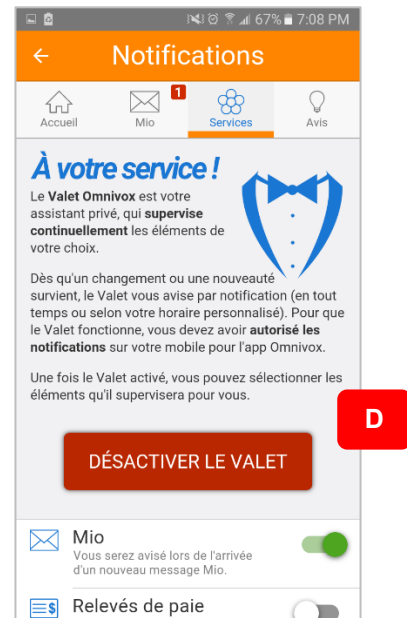 67% 7:08 PM
Notifications
1
Accueil Mio Services Avis
À votre service !
Le Valet Omnivox est votre
assistant privé, qui supervise
continuellement les éléments de
votre choix.
Dès qu'un changement ou une nouveauté
survient, le Valet vous avise par notification (en tout
temps ou selon votre horaire personnalisé). Pour que
le Valet fonctionne, vous devez avoir autorisé les
notifications sur votre mobile pour l'app Omnivox.
Une fois le Valet activé, vous pouvez sélectionner les
éléments qu'il supervisera pour vous.
D
DÉSACTIVER LE VALET
Mio
Vous serez avisé lors de l'arrivée
d'un nouveau message Mio.
Relevés de paie